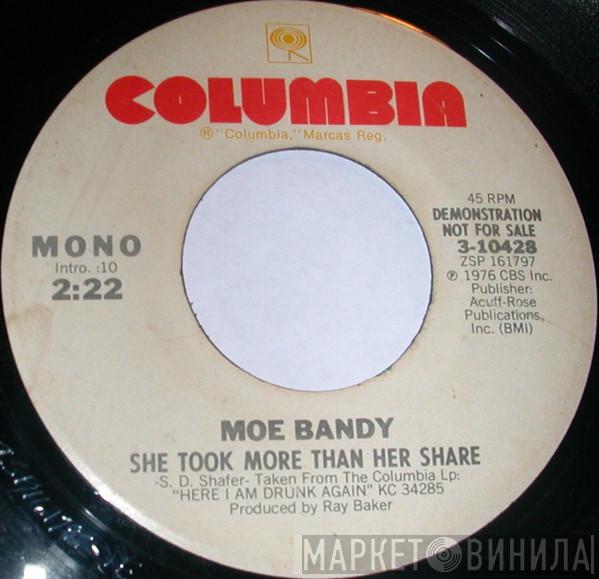 COLUMBIA
® "Columbia," Marcas Reg.
MONO
Intro. :10
2:22
45 RPM
DEMONSTRATION
NOT FOR SALE
3-10428
ZSP 161797
℗ 1976 CBS Inc.
Publisher:
Acuff-Rose
Publications,
Inc. (BMI)
MOE BANDY
SHE TOOK MORE THAN HER SHARE
-S. D. Shafer- Taken From The Columbia Lp:
"HERE I AM DRUNK AGAIN" KC 34285
Produced by Ray Baker
МАРКЕТ ВИНИЛА